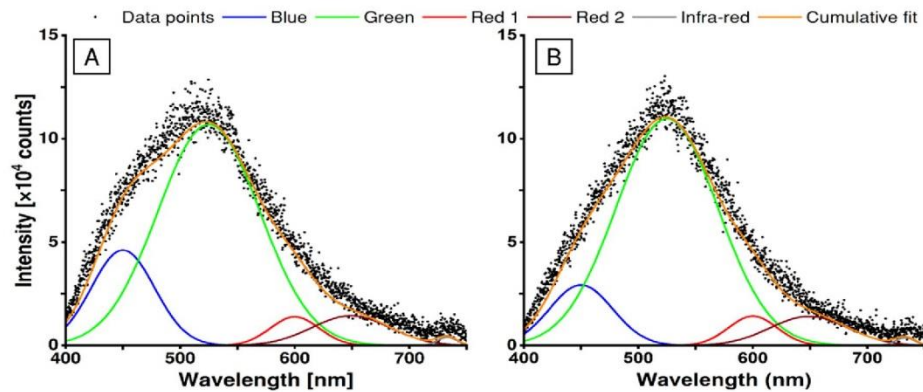 Data points Blue Green Red 1 Red 2 Infra-red Cumulative fit
A
B
15
10
5
0
400 500 600 700
Intensity [x10⁴ counts]
Wavelength [nm]
15
10
5
0
400 500 600 700
Wavelength (nm)